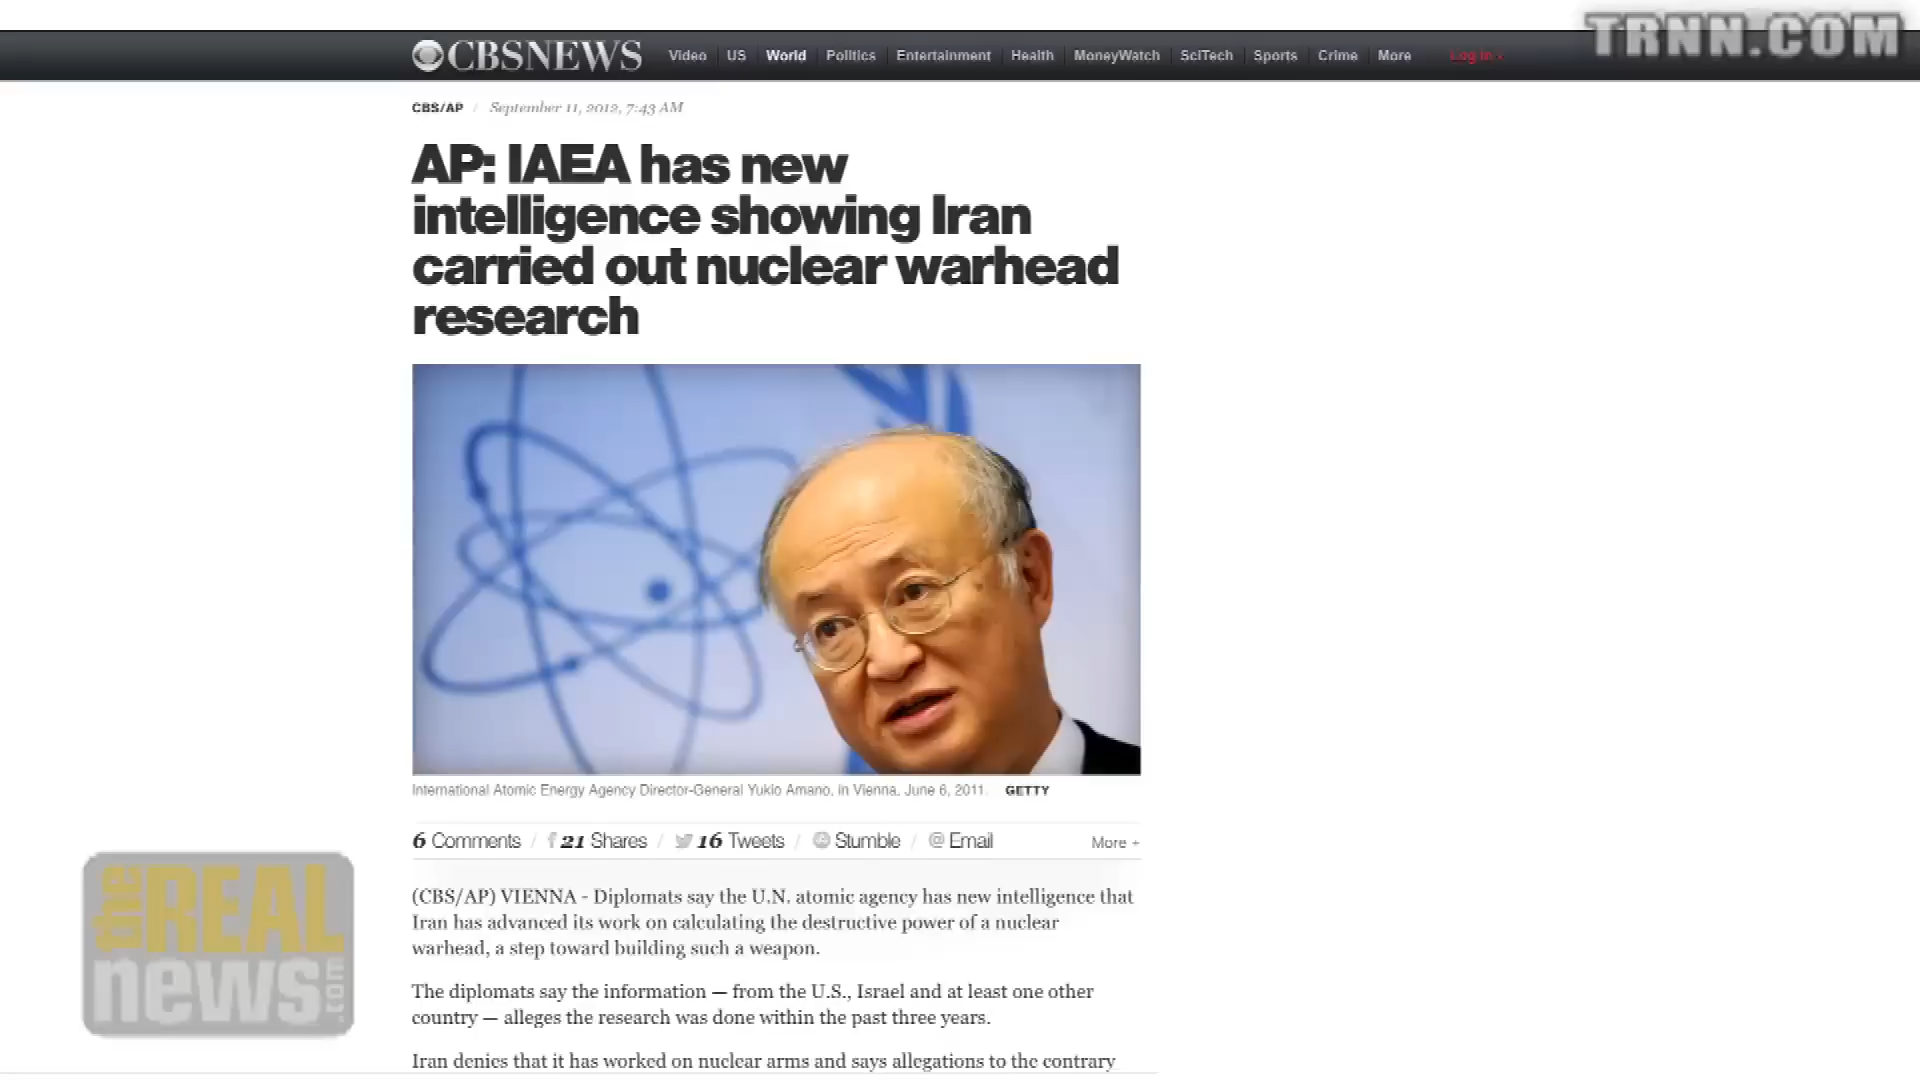 TRNN.COM
CBSNEWS Video US World Politics Entertainment Health MoneyWatch SciTech Sports Crime More Log In
CBS/AP / September 11, 2012, 7:43 AM
AP: IAEA has new
intelligence showing Iran
carried out nuclear warhead
research
International Atomic Energy Agency Director-General Yukio Amano, in Vienna, June 6, 2011. GETTY
6 Comments / f 21 Shares / 16 Tweets / Stumble / @ Email More +
(CBS/AP) VIENNA - Diplomats say the U.N. atomic agency has new intelligence that
Iran has advanced its work on calculating the destructive power of a nuclear
warhead, a step toward building such a weapon.
The diplomats say the information — from the U.S., Israel and at least one other
country — alleges the research was done within the past three years.
Iran denies that it has worked on nuclear arms and says allegations to the contrary
the REAL
news.com